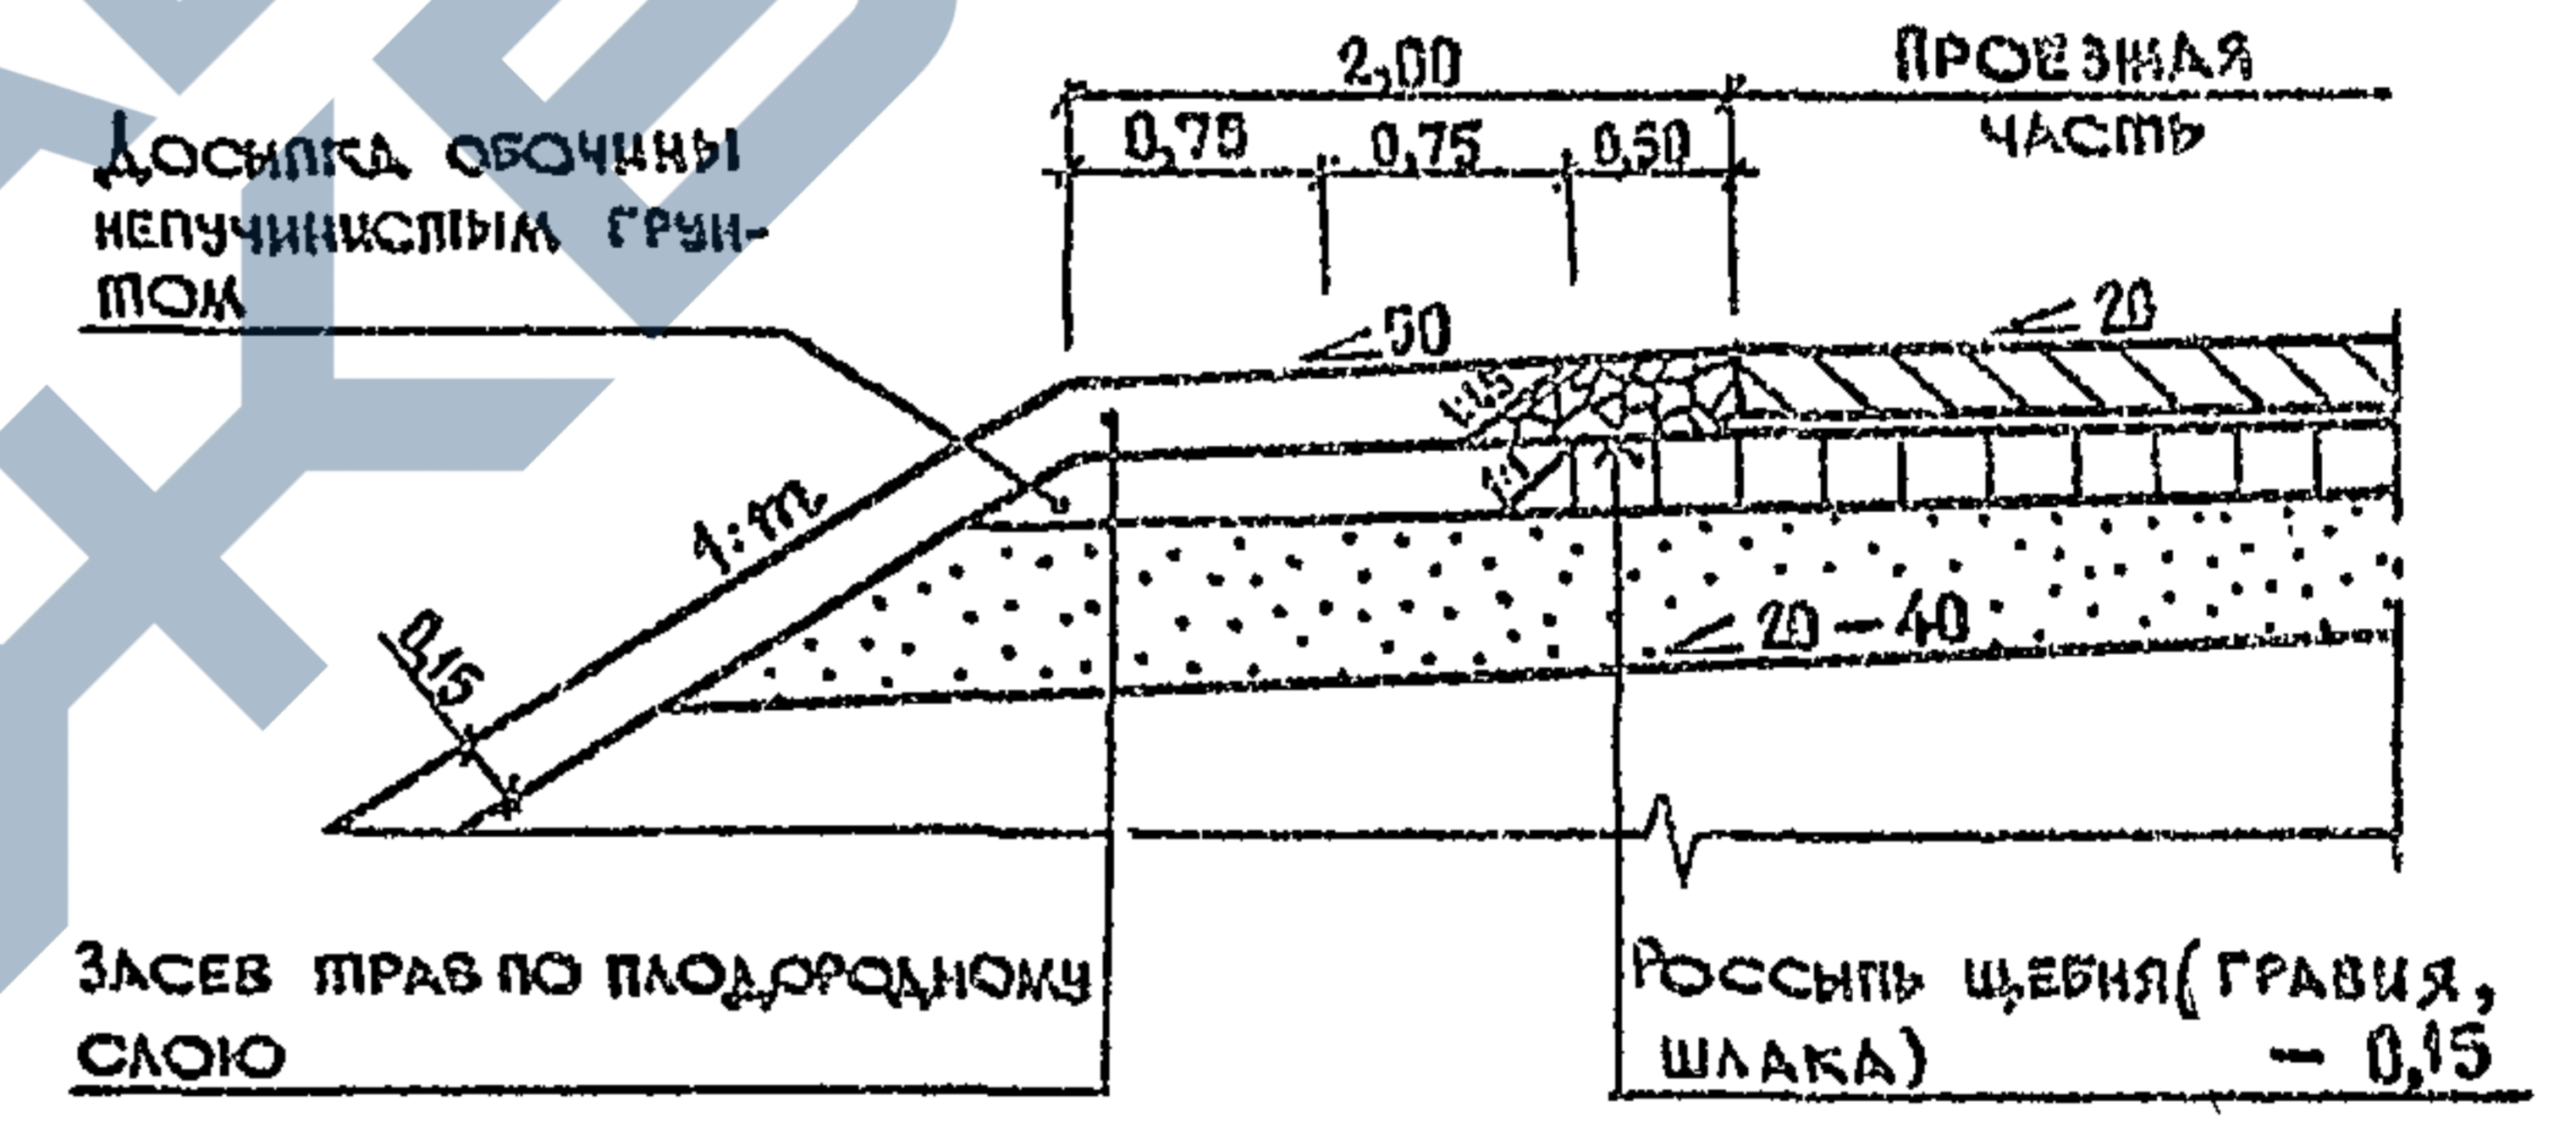 2,00
ПРОЕЗЖАЯ
ЧАСТЬ
0,75
0,75
0,50
ДОСЫПКА ОБОЧИНЫ
НЕПУЧИНИСТЫМ ГРУН-
ТОМ
50
20
1:1,5
1:1
1:m
20-40
0,15
ЗАСЕВ ТРАВ ПО ПЛОДОРОДНОМУ
СЛОЮ
РОССЫПЬ ЩЕБНЯ (ГРАВИЯ,
ШЛАКА) - 0,15